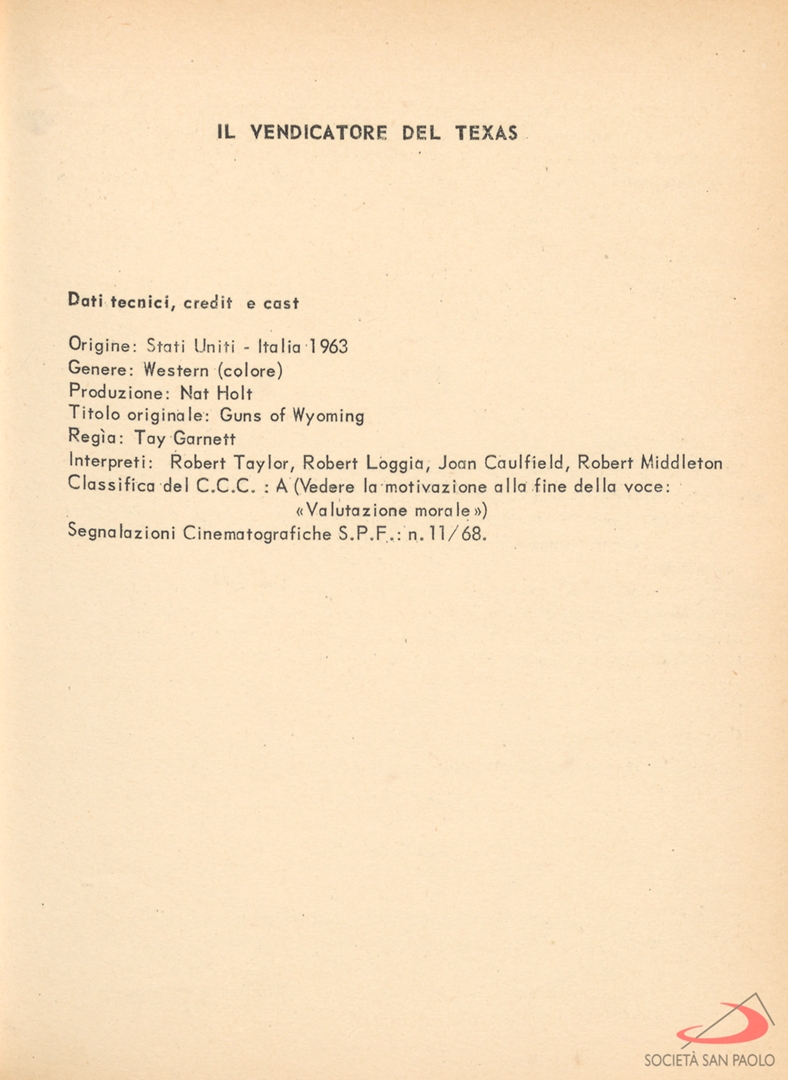 IL VENDICATORE DEL TEXAS
Dati tecnici, credit e cast
Origine: Stati Uniti - Italia 1963
Genere: Western (colore)
Produzione: Nat Holt
Titolo originale: Guns of Wyoming
Regìa: Tay Garnett
Interpreti: Robert Taylor, Robert Loggia, Joan Caulfield, Robert Middleton
Classifica del C.C.C. : A (Vedere la motivazione alla fine della voce:
«Valutazione morale»)
Segnalazioni Cinematografiche S.P.F.: n. 11/68.
SOCIETÀ SAN PAOLO